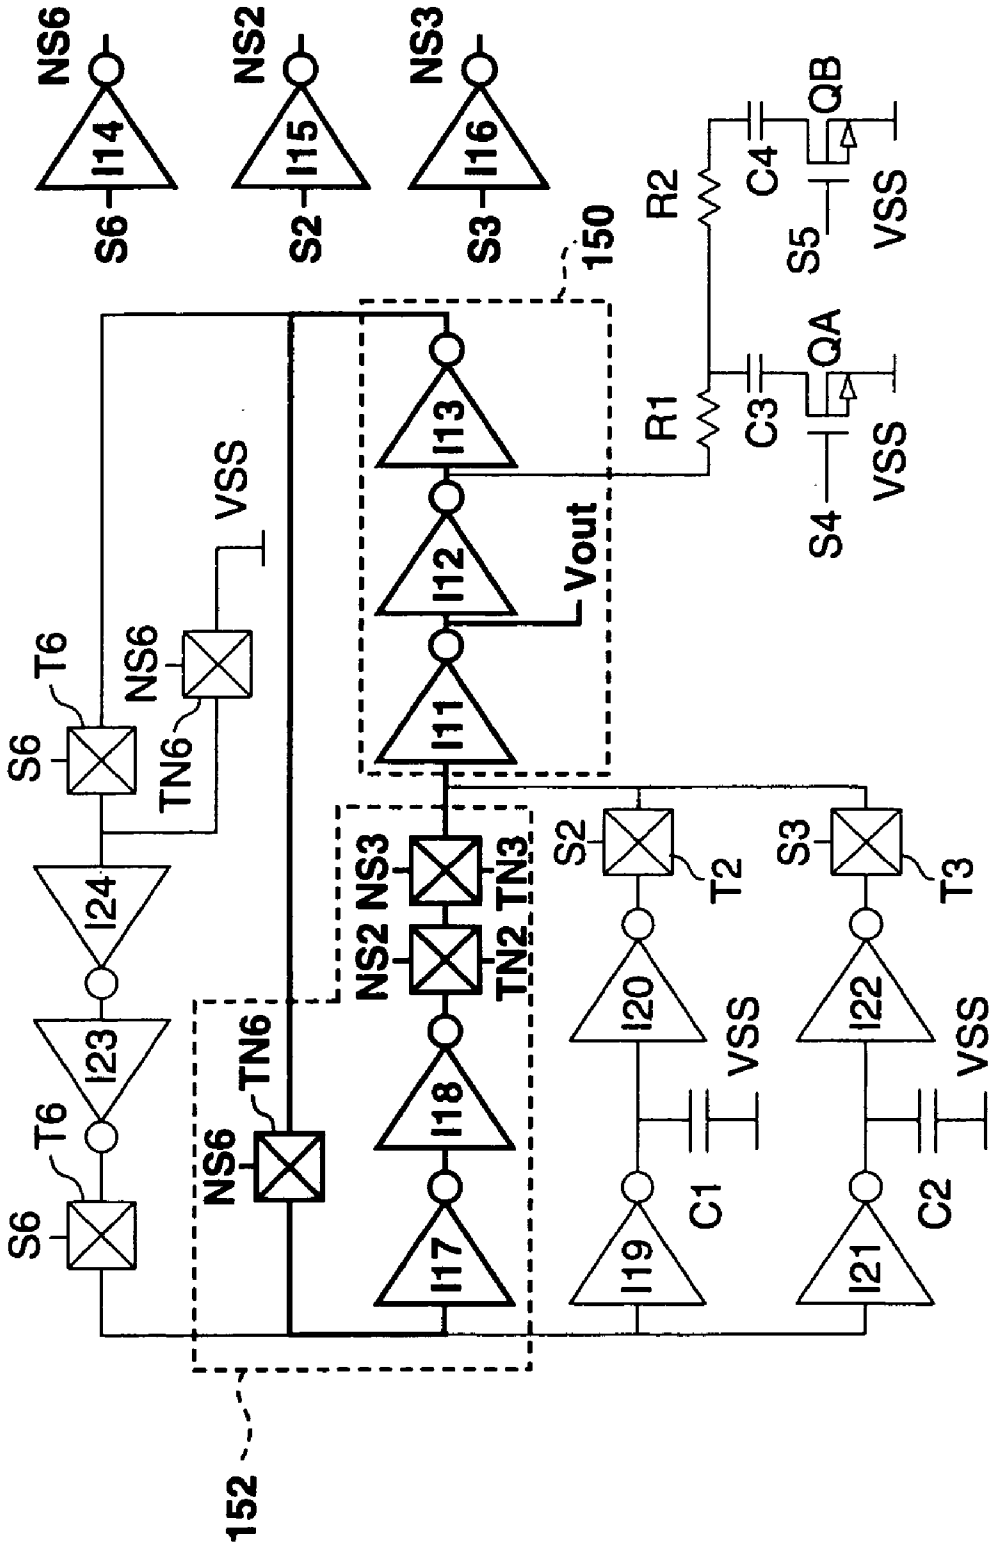 S6
I14
NS6
S2
I15
NS2
S3
I16
NS3
S6
T6
I23
I24
S6
T6
TN6
NS6
VSS
152
NS6
TN6
I17
I18
NS2
TN2
NS3
TN3
I11
I12
I13
Vout
150
I19
C1
VSS
I20
S2
T2
I21
C2
VSS
I22
S3
T3
R1
R2
C3
C4
S4
QA
VSS
S5
QB
VSS